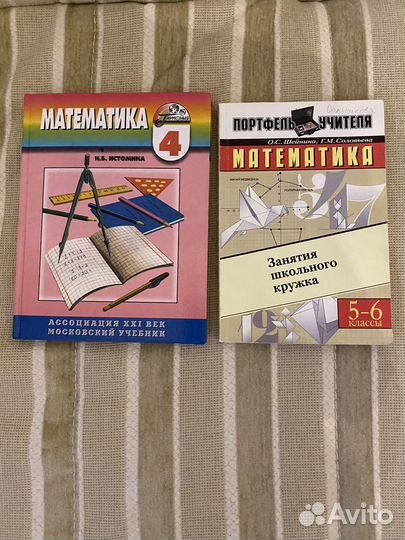 МАТЕМАТИКА
4
Н.Б. ИСТОМИНА
АССОЦИАЦИЯ XXI ВЕК
МОСКОВСКИЙ УЧЕБНИК
ПОРТФЕЛЬ УЧИТЕЛЯ
О.С. Шейнина, Г.М. Соловьева
МАТЕМАТИКА
Занятия
школьного
кружка
5-6
классы
Avito